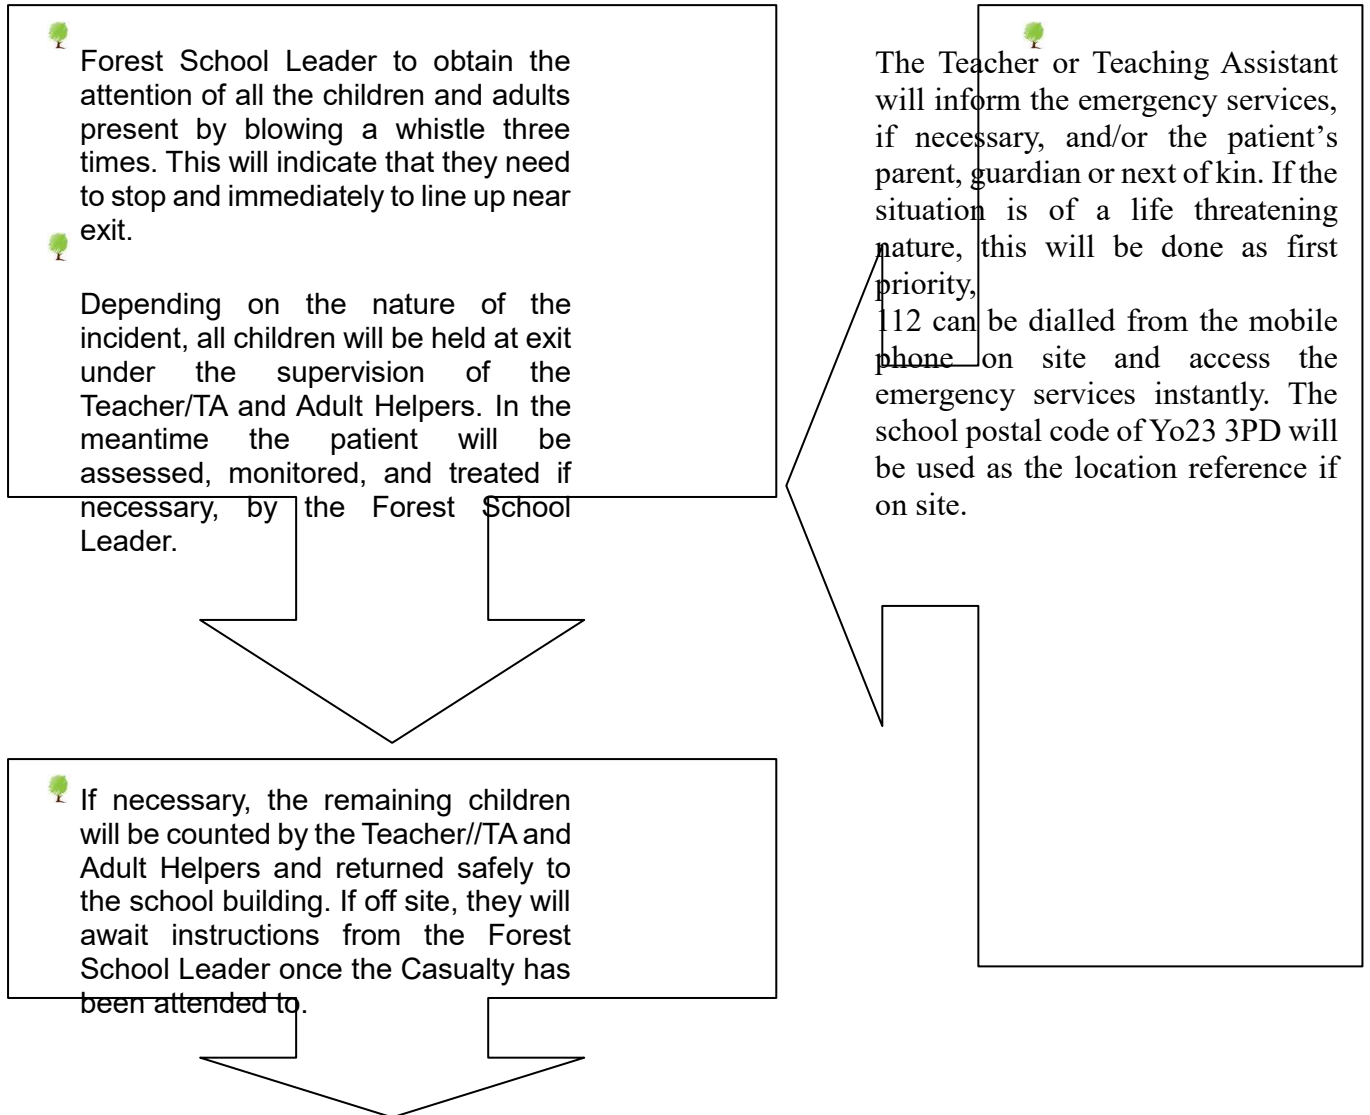 Forest School Leader to obtain the
attention of all the children and adults
present by blowing a whistle three
times. This will indicate that they need
to stop and immediately to line up near
exit.
Depending on the nature of the
incident, all children will be held at exit
under the supervision of the
Teacher/TA and Adult Helpers. In the
meantime the patient will be
assessed, monitored, and treated if
necessary, by the Forest School
Leader.
The Teacher or Teaching Assistant
will inform the emergency services,
if necessary, and/or the patient’s
parent, guardian or next of kin. If the
situation is of a life threatening
nature, this will be done as first
priority,
112 can be dialled from the mobile
phone on site and access the
emergency services instantly. The
school postal code of Yo23 3PD will
be used as the location reference if
on site.
If necessary, the remaining children
will be counted by the Teacher//TA and
Adult Helpers and returned safely to
the school building. If off site, they will
await instructions from the Forest
School Leader once the Casualty has
been attended to.